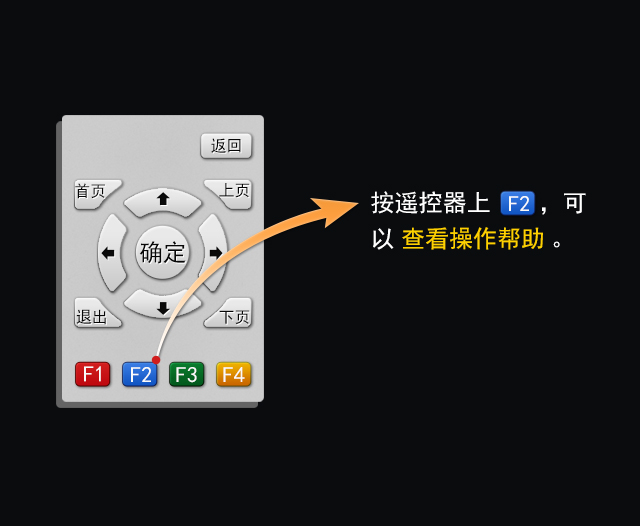 返回
首页
上页
确定
退出
下页
F1 F2 F3 F4
按遥控器上 F2，可
以 查看操作帮助 。